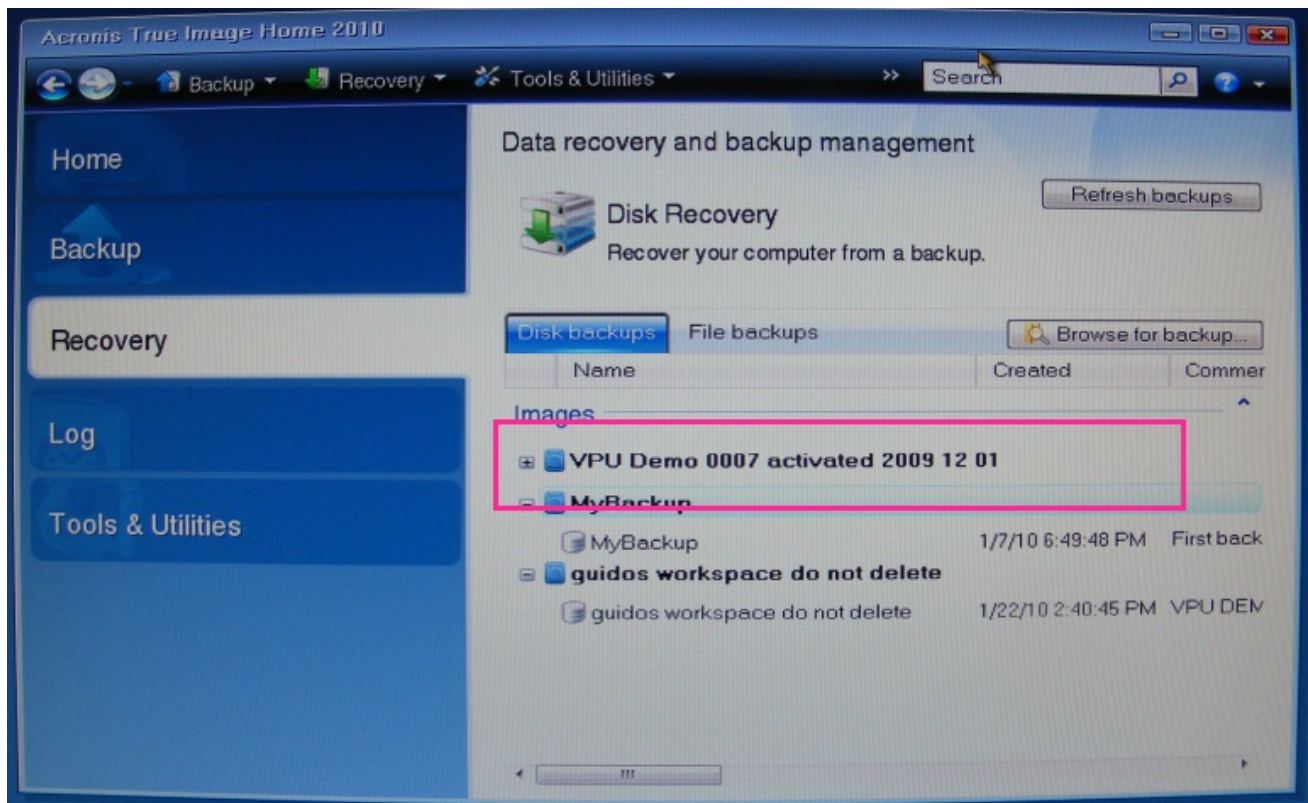 Acronis True Image Home 2010
Backup Recovery Tools & Utilities >> Search
Home
Backup
Recovery
Log
Tools & Utilities
Data recovery and backup management
Refresh backups
Disk Recovery
Recover your computer from a backup.
Disk backups File backups Browse for backup...
Name Created Commer
Images
VPU Demo 0007 activated 2009 12 01
MyBackup
MyBackup 1/7/10 6:49:48 PM First back
guidos workspace do not delete
guidos workspace do not delete 1/22/10 2:40:45 PM VPU DEM